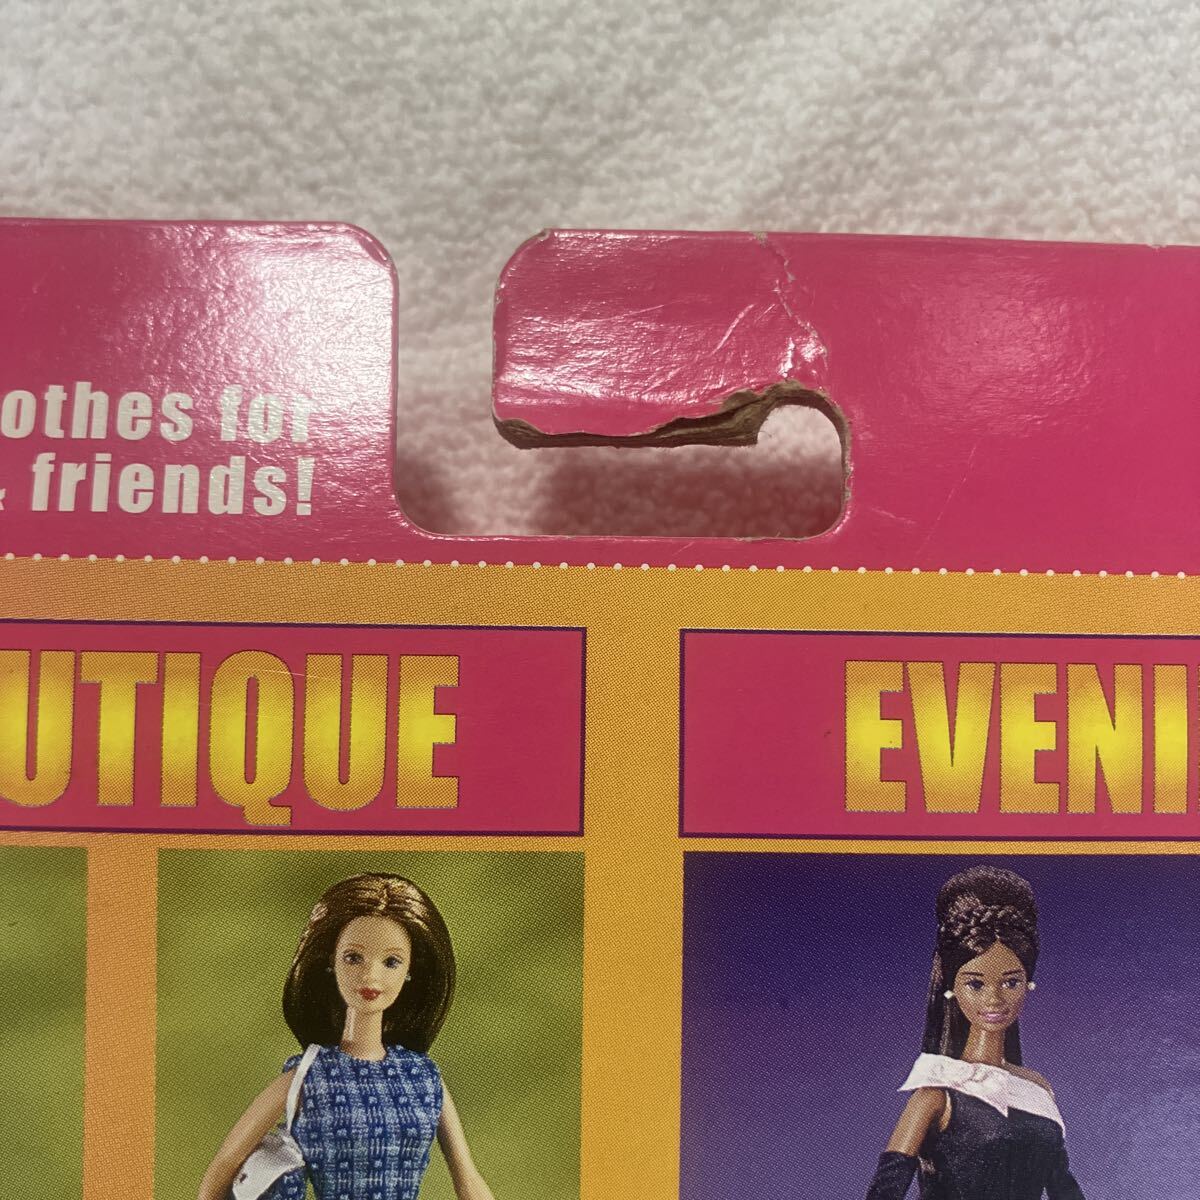 othes for
& friends!
UTIQUE
EVENI